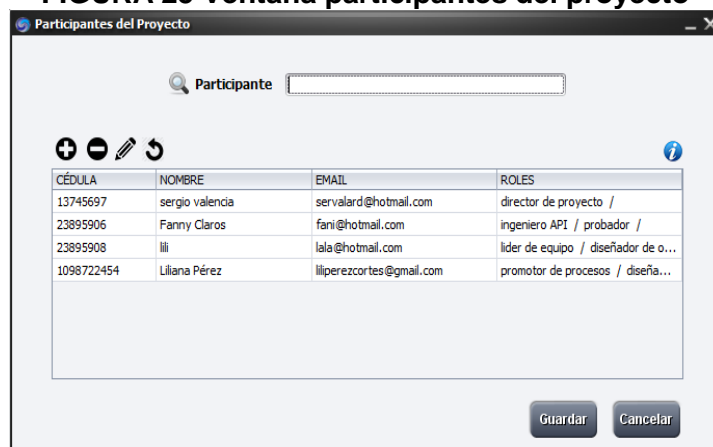 FIGURA 25 Ventana participantes del proyecto
Participantes del Proyecto
Participante
CÉDULA NOMBRE EMAIL ROLES
13745697 sergio valencia servalard@hotmail.com director de proyecto /
23895906 Fanny Claros fani@hotmail.com ingeniero API / probador /
23895908 lili lala@hotmail.com lider de equipo / diseñador de o...
1098722454 Liliana Pérez liliperezcortes@gmail.com promotor de procesos / diseña...
Guardar Cancelar